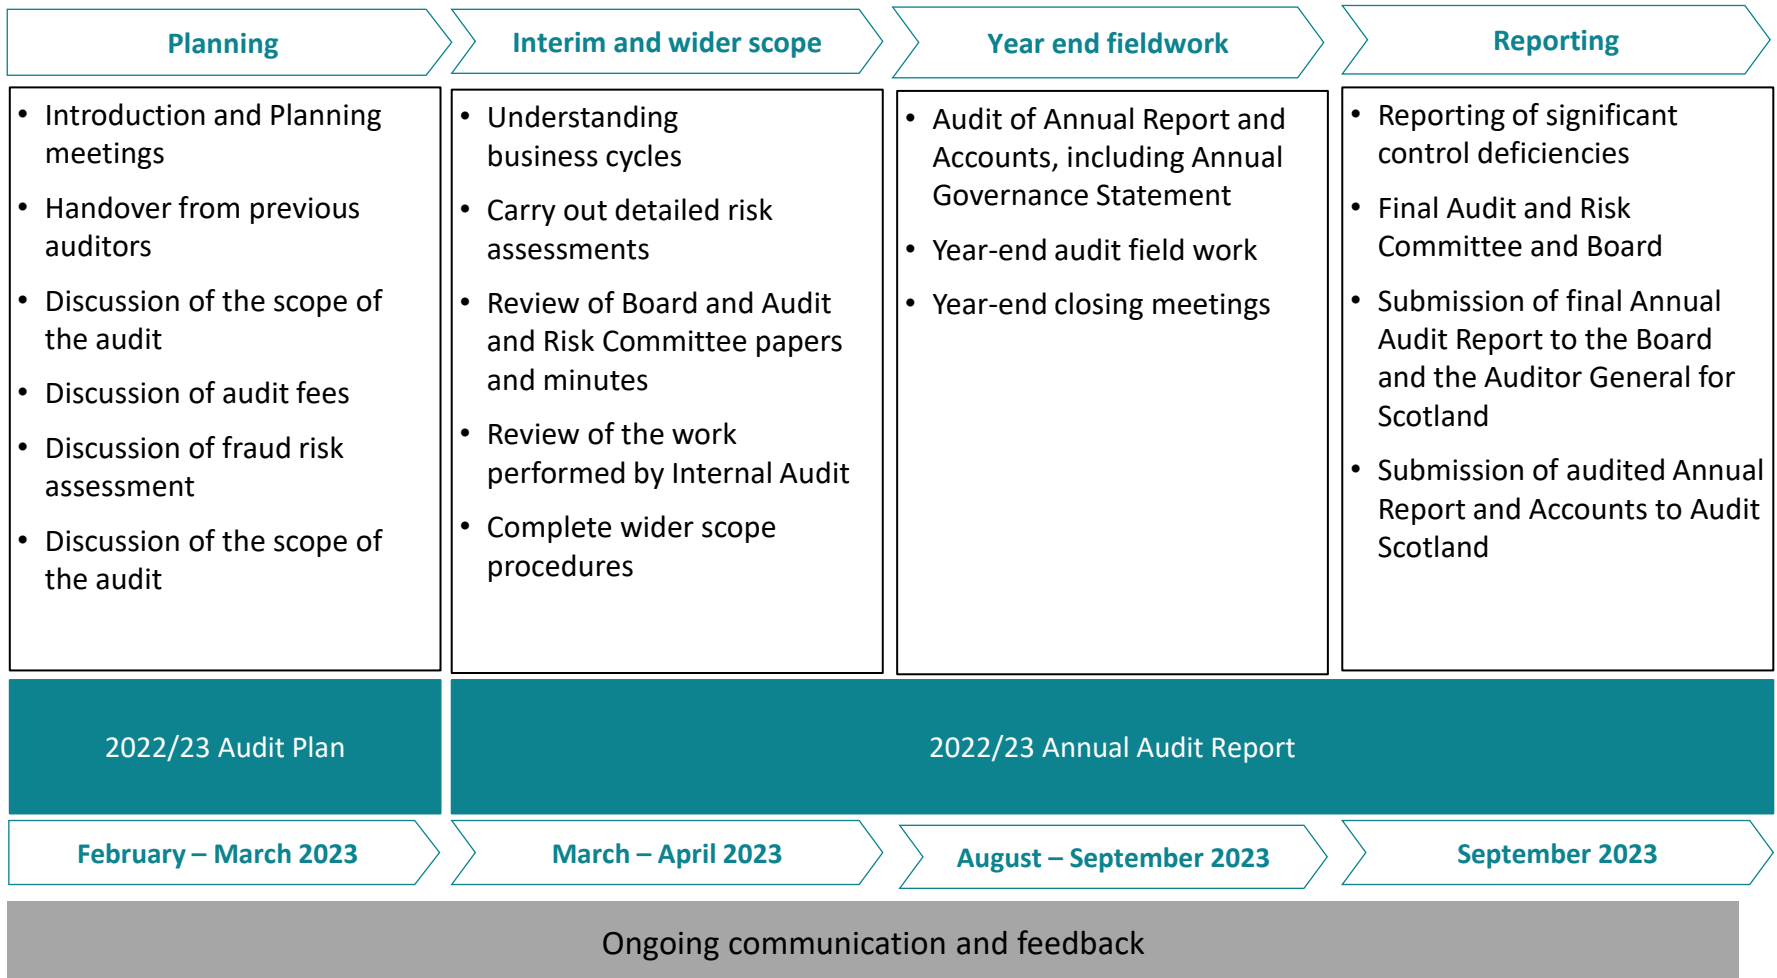 Planning
Interim and wider scope
Year end fieldwork
Reporting
• Introduction and Planning
meetings
• Handover from previous
auditors
• Discussion of the scope of
the audit
• Discussion of audit fees
• Discussion of fraud risk
assessment
• Discussion of the scope of
the audit
• Understanding
business cycles
• Carry out detailed risk
assessments
• Review of Board and Audit
and Risk Committee papers
and minutes
• Review of the work
performed by Internal Audit
• Complete wider scope
procedures
• Audit of Annual Report and
Accounts, including Annual
Governance Statement
• Year-end audit field work
• Year-end closing meetings
• Reporting of significant
control deficiencies
• Final Audit and Risk
Committee and Board
• Submission of final Annual
Audit Report to the Board
and the Auditor General for
Scotland
• Submission of audited Annual
Report and Accounts to Audit
Scotland
2022/23 Audit Plan
2022/23 Annual Audit Report
February – March 2023
March – April 2023
August – September 2023
September 2023
Ongoing communication and feedback